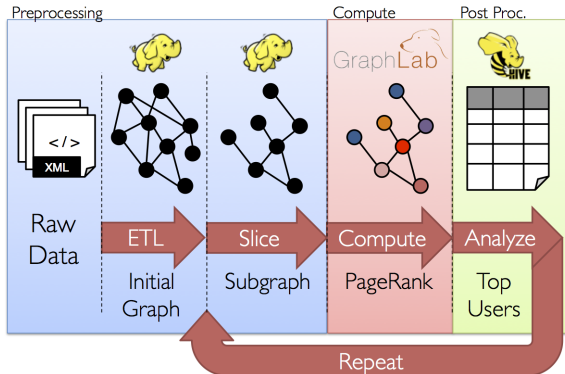 Preprocessing
Compute
Post Proc.
GraphLab
HIVE
</>
XML
Raw
Data
ETL
Slice
Compute
Analyze
Initial
Graph
Subgraph
PageRank
Top
Users
Repeat